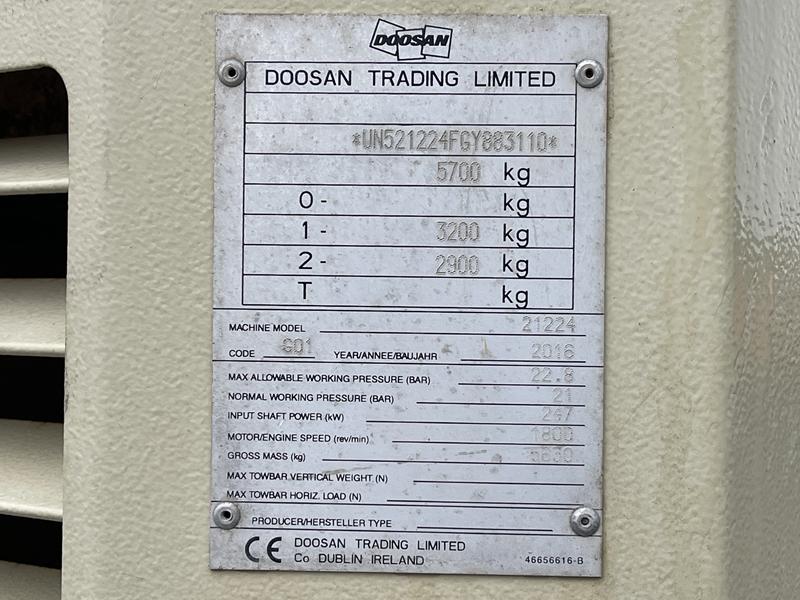 DOOSAN
DOOSAN TRADING LIMITED
*UN521224FGY883110*
5700 kg
0- kg
1- 3200 kg
2- 2900 kg
T kg
MACHINE MODEL 21224
CODE G01 YEAR/ANNEE/BAUJAHR 2016
MAX ALLOWABLE WORKING PRESSURE (BAR) 22.8
NORMAL WORKING PRESSURE (BAR) 21
INPUT SHAFT POWER (kW) 247
MOTOR/ENGINE SPEED (rev/min) 1800
GROSS MASS (kg) 5630
MAX TOWBAR VERTICAL WEIGHT (N)
MAX TOWBAR HORIZ. LOAD (N)
PRODUCER/HERSTELLER TYPE
CE DOOSAN TRADING LIMITED
Co DUBLIN IRELAND 46656616-B